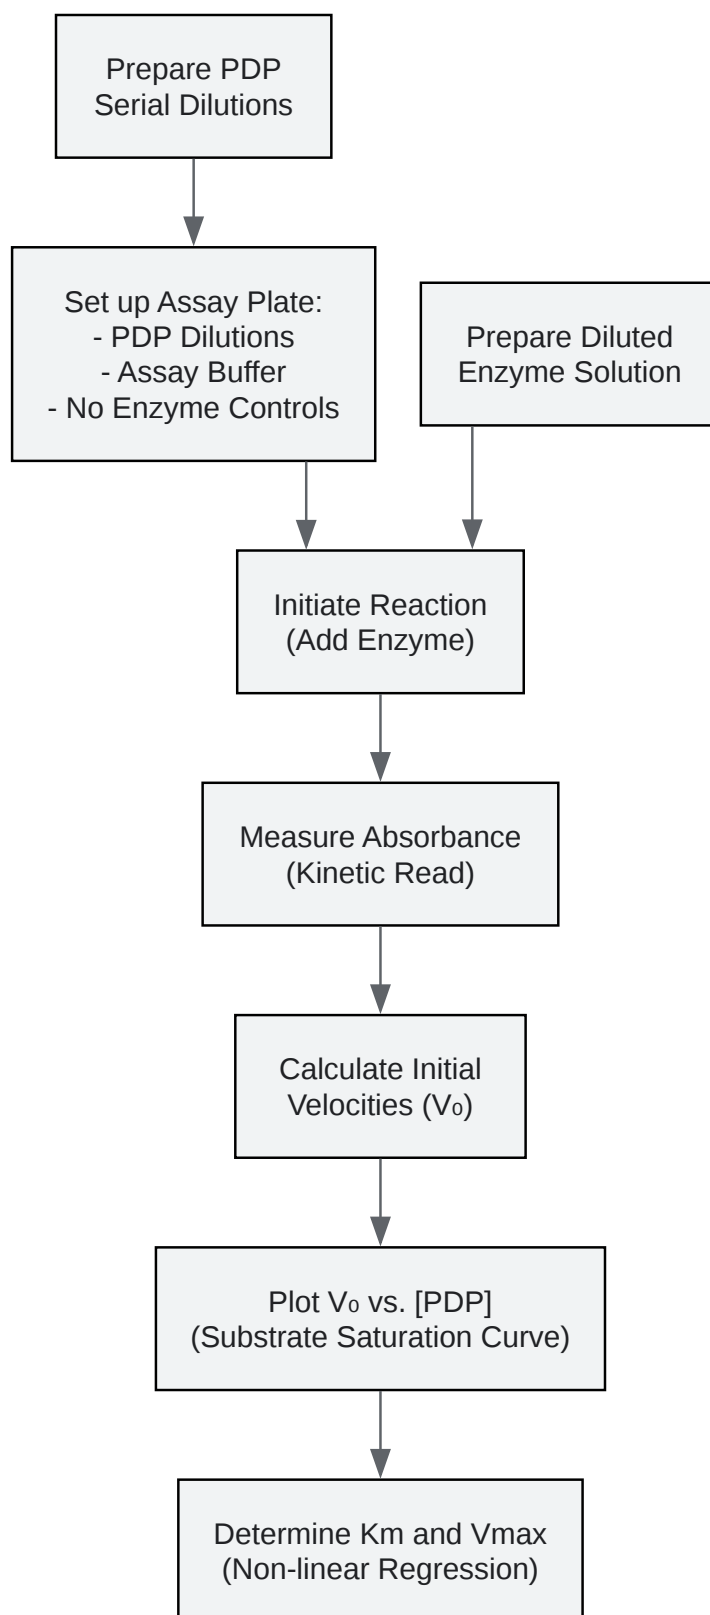 Prepare PDP
Serial Dilutions
Set up Assay Plate:
- PDP Dilutions
- Assay Buffer
- No Enzyme Controls
Prepare Diluted
Enzyme Solution
Initiate Reaction
(Add Enzyme)
Measure Absorbance
(Kinetic Read)
Calculate Initial
Velocities (V₀)
Plot V₀ vs. [PDP]
(Substrate Saturation Curve)
Determine Km and Vmax
(Non-linear Regression)